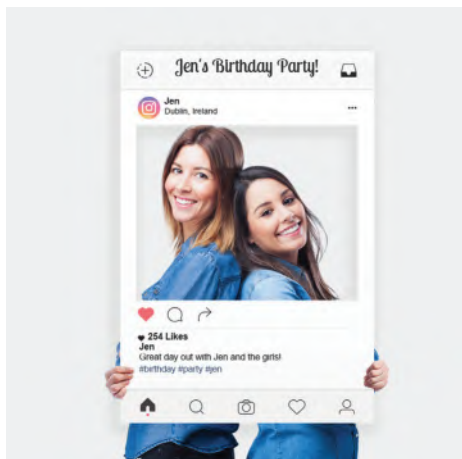 Jen's Birthday Party!
Jen
Dublin, Ireland
254 Likes
Jen
Great day out with Jen and the girls!
#birthday #party #jen